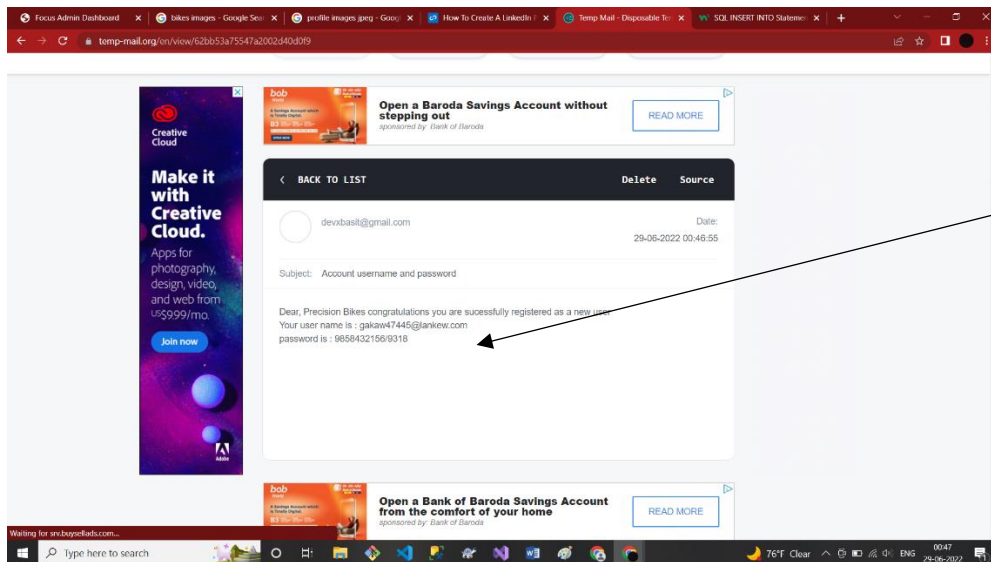 Focus Admin Dashboard
bikes images - Google Sear
profile images jpeg - Googl
How To Create A LinkedIn P
Temp Mail - Disposable Te
SQL INSERT INTO Statemen
temp-mail.org/en/view/62bb53a75547a2002d40d0f9
Creative
Cloud
Make it
with
Creative
Cloud.
Apps for
photography,
design, video,
and web from
US$9.99/mo.
Join now
Adobe
bob
Open a Baroda Savings Account without
stepping out
sponsored by Bank of Baroda
READ MORE
BACK TO LIST
Delete
Source
devxbasit@gmail.com
Date:
29-06-2022 00:46:55
Subject: Account username and password
Dear, Precision Bikes congratulations you are sucessfully registered as a new user
Your user name is : gakaw47445@lankew.com
password is : 9858432156/9318
bob
Open a Bank of Baroda Savings Account
from the comfort of your home
sponsored by Bank of Baroda
READ MORE
Waiting for srv.buysellads.com...
Type here to search
76°F Clear
ENG
00:47
29-06-2022